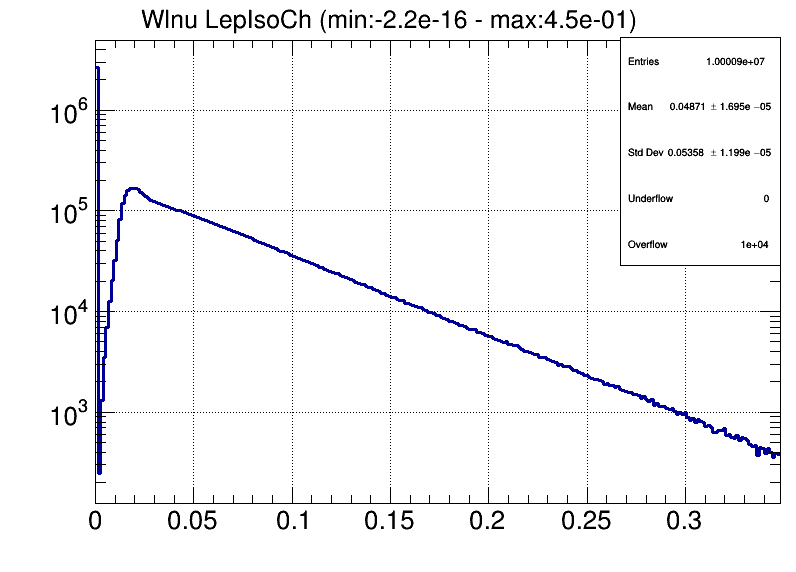 Wlnu LepIsoCh (min:-2.2e-16 - max:4.5e-01)
Entries 1.00009e+07
Mean 0.04871 ± 1.695e −05
Std Dev 0.05358 ± 1.199e −05
Underflow 0
Overflow 1e+04
10^6
10^5
10^4
10^3
0 0.05 0.1 0.15 0.2 0.25 0.3